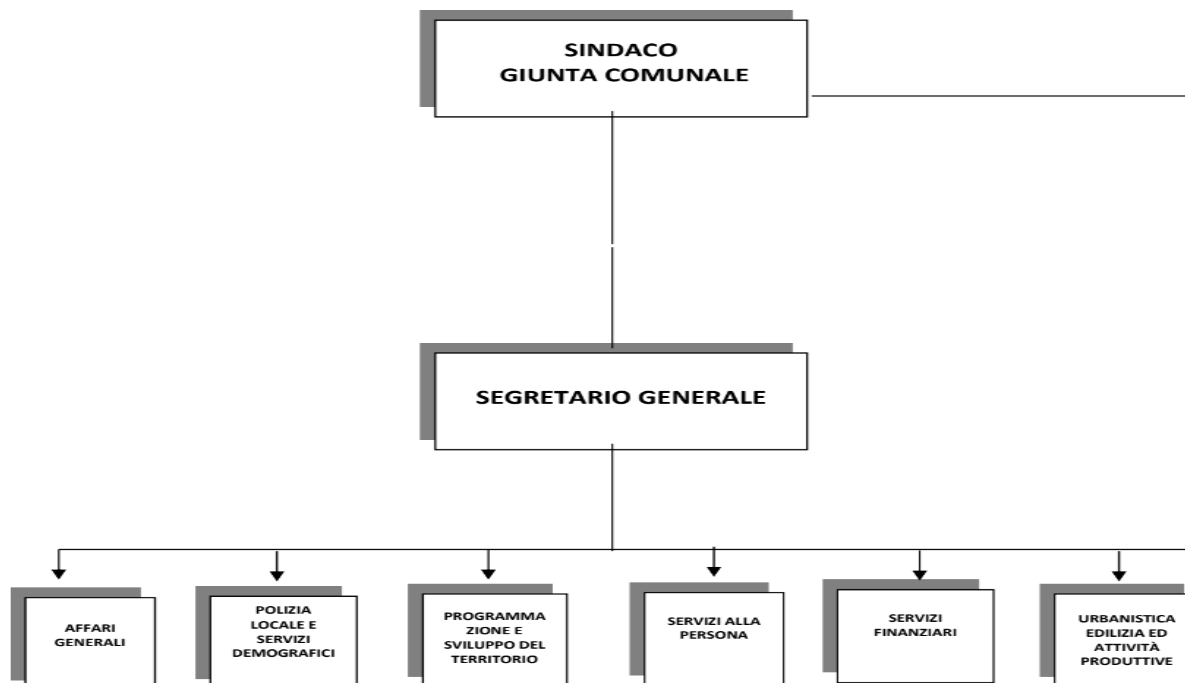 SINDACO
GIUNTA COMUNALE
SEGRETARIO GENERALE
AFFARI
GENERALI
POLIZIA
LOCALE E
SERVIZI
DEMOGRAFICI
PROGRAMMA
ZIONE E
SVILUPPO DEL
TERRITORIO
SERVIZI ALLA
PERSONA
SERVIZI
FINANZIARI
URBANISTICA
EDILIZIA ED
ATTIVITÀ
PRODUTTIVE